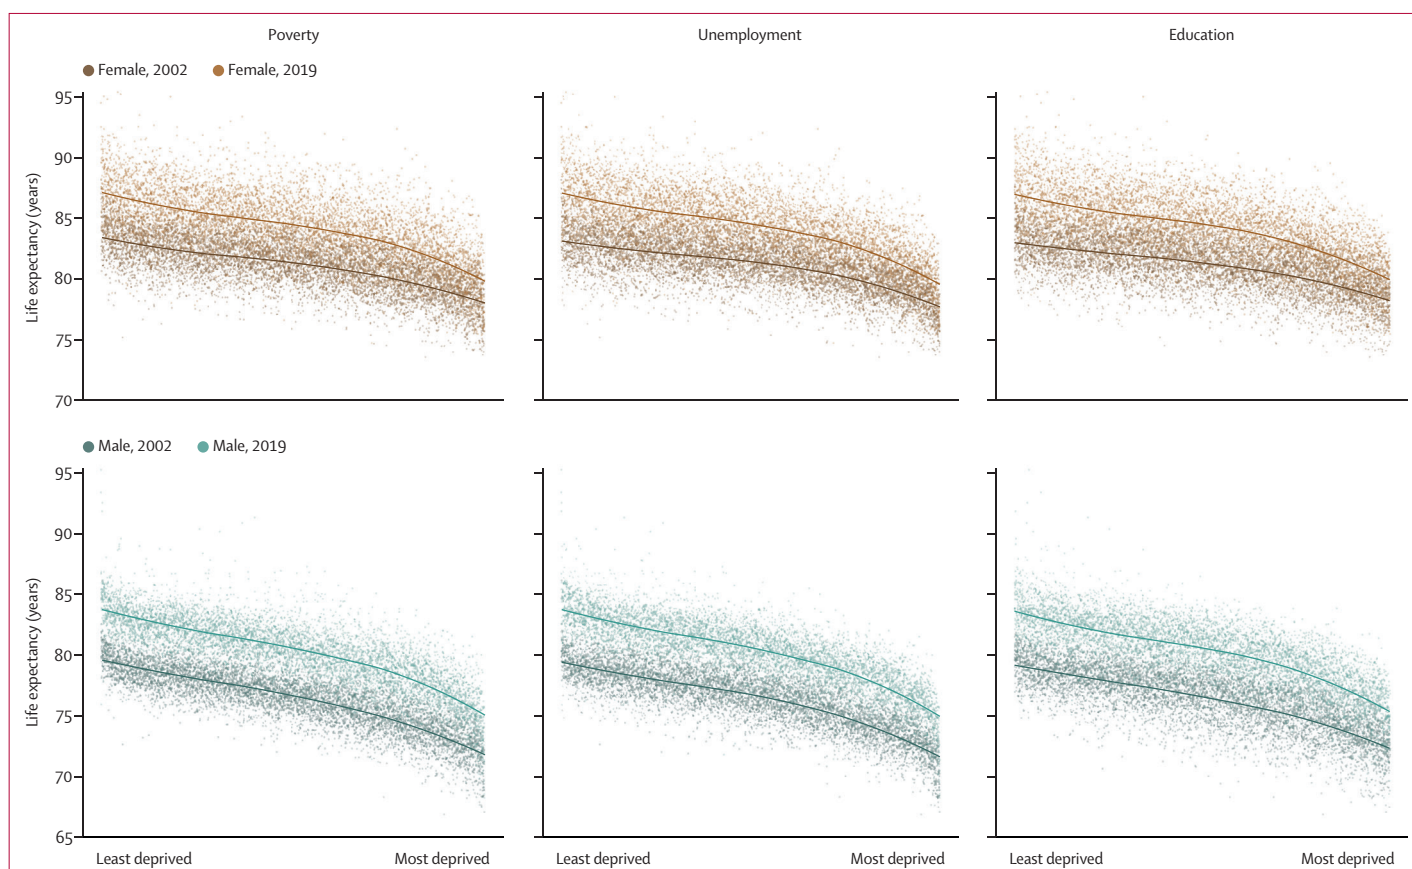 Poverty Unemployment Education
Female, 2002 Female, 2019
95
90
85
80
75
70
Life expectancy (years)
Male, 2002 Male, 2019
95
90
85
80
75
70
65
Life expectancy (years)
Least deprived Most deprived Least deprived Most deprived Least deprived Most deprived